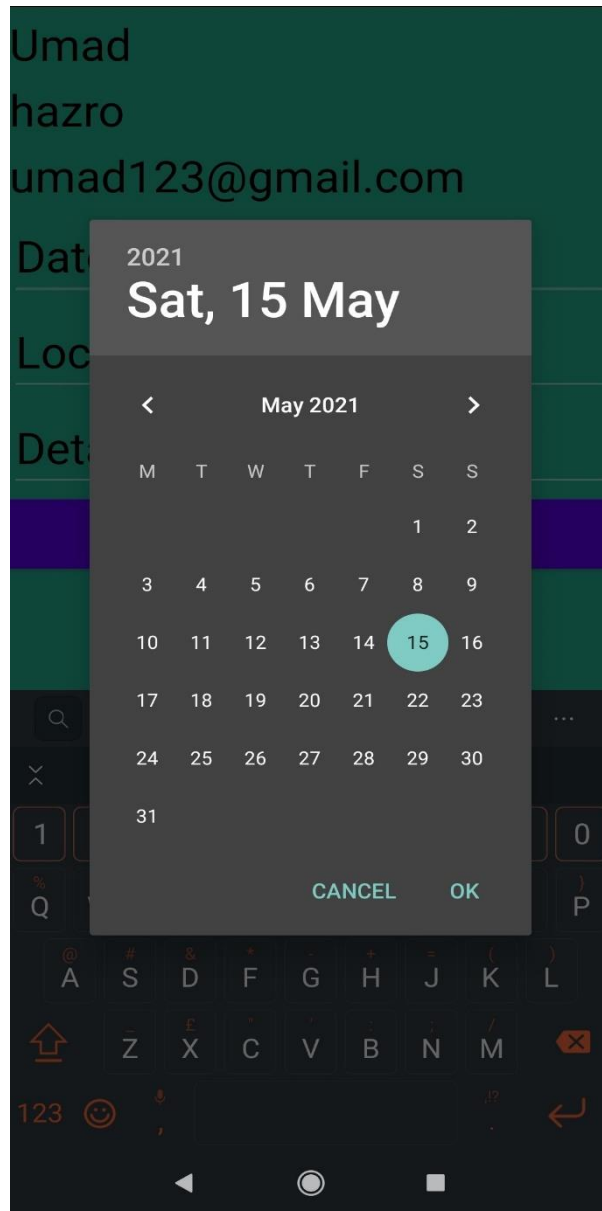 Umad
hazro
umad123@gmail.com
Dat
2021
Sat, 15 May
Loc
May 2021
Det
M T W T F S S
1 2
3 4 5 6 7 8 9
10 11 12 13 14 15 16
17 18 19 20 21 22 23
24 25 26 27 28 29 30
31
CANCEL OK
1 0
% )
Q P
@ # & * - + = ( )
A S D F G H J K L
_ £ " ' : ; /
Z X C V B N M
,!?
123 , .